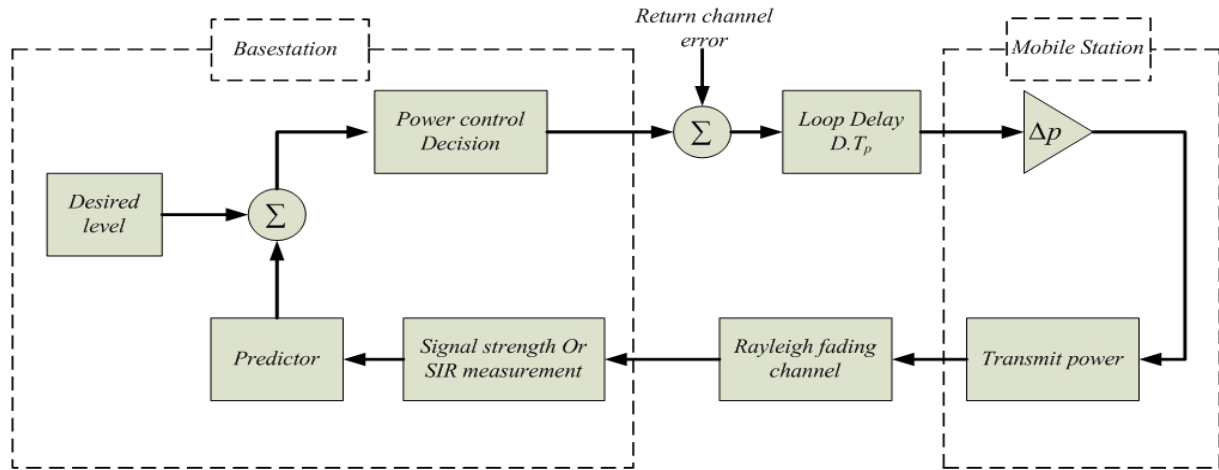 Return channel
error
Basestation
Mobile Station
Power control
Decision
Σ
Loop Delay
D.Tₚ
Δp
Desired
level
Σ
Predictor
Signal strength Or
SIR measurement
Rayleigh fading
channel
Transmit power